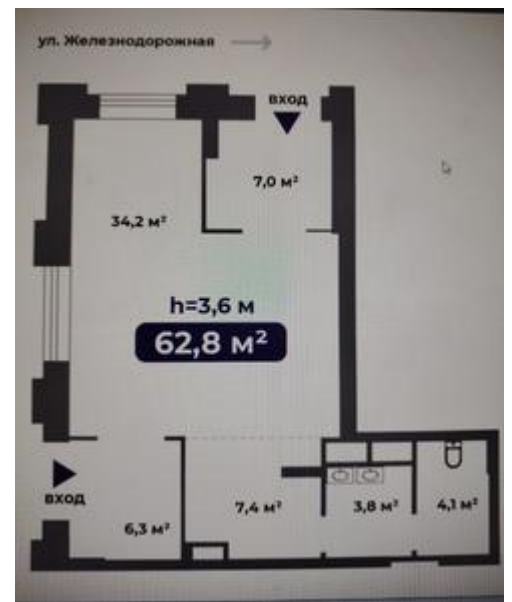 ул. Железнодорожная
вход
7,0 м²
34,2 м²
h=3,6 м
62,8 м²
вход
6,3 м²
7,4 м²
3,8 м²
4,1 м²